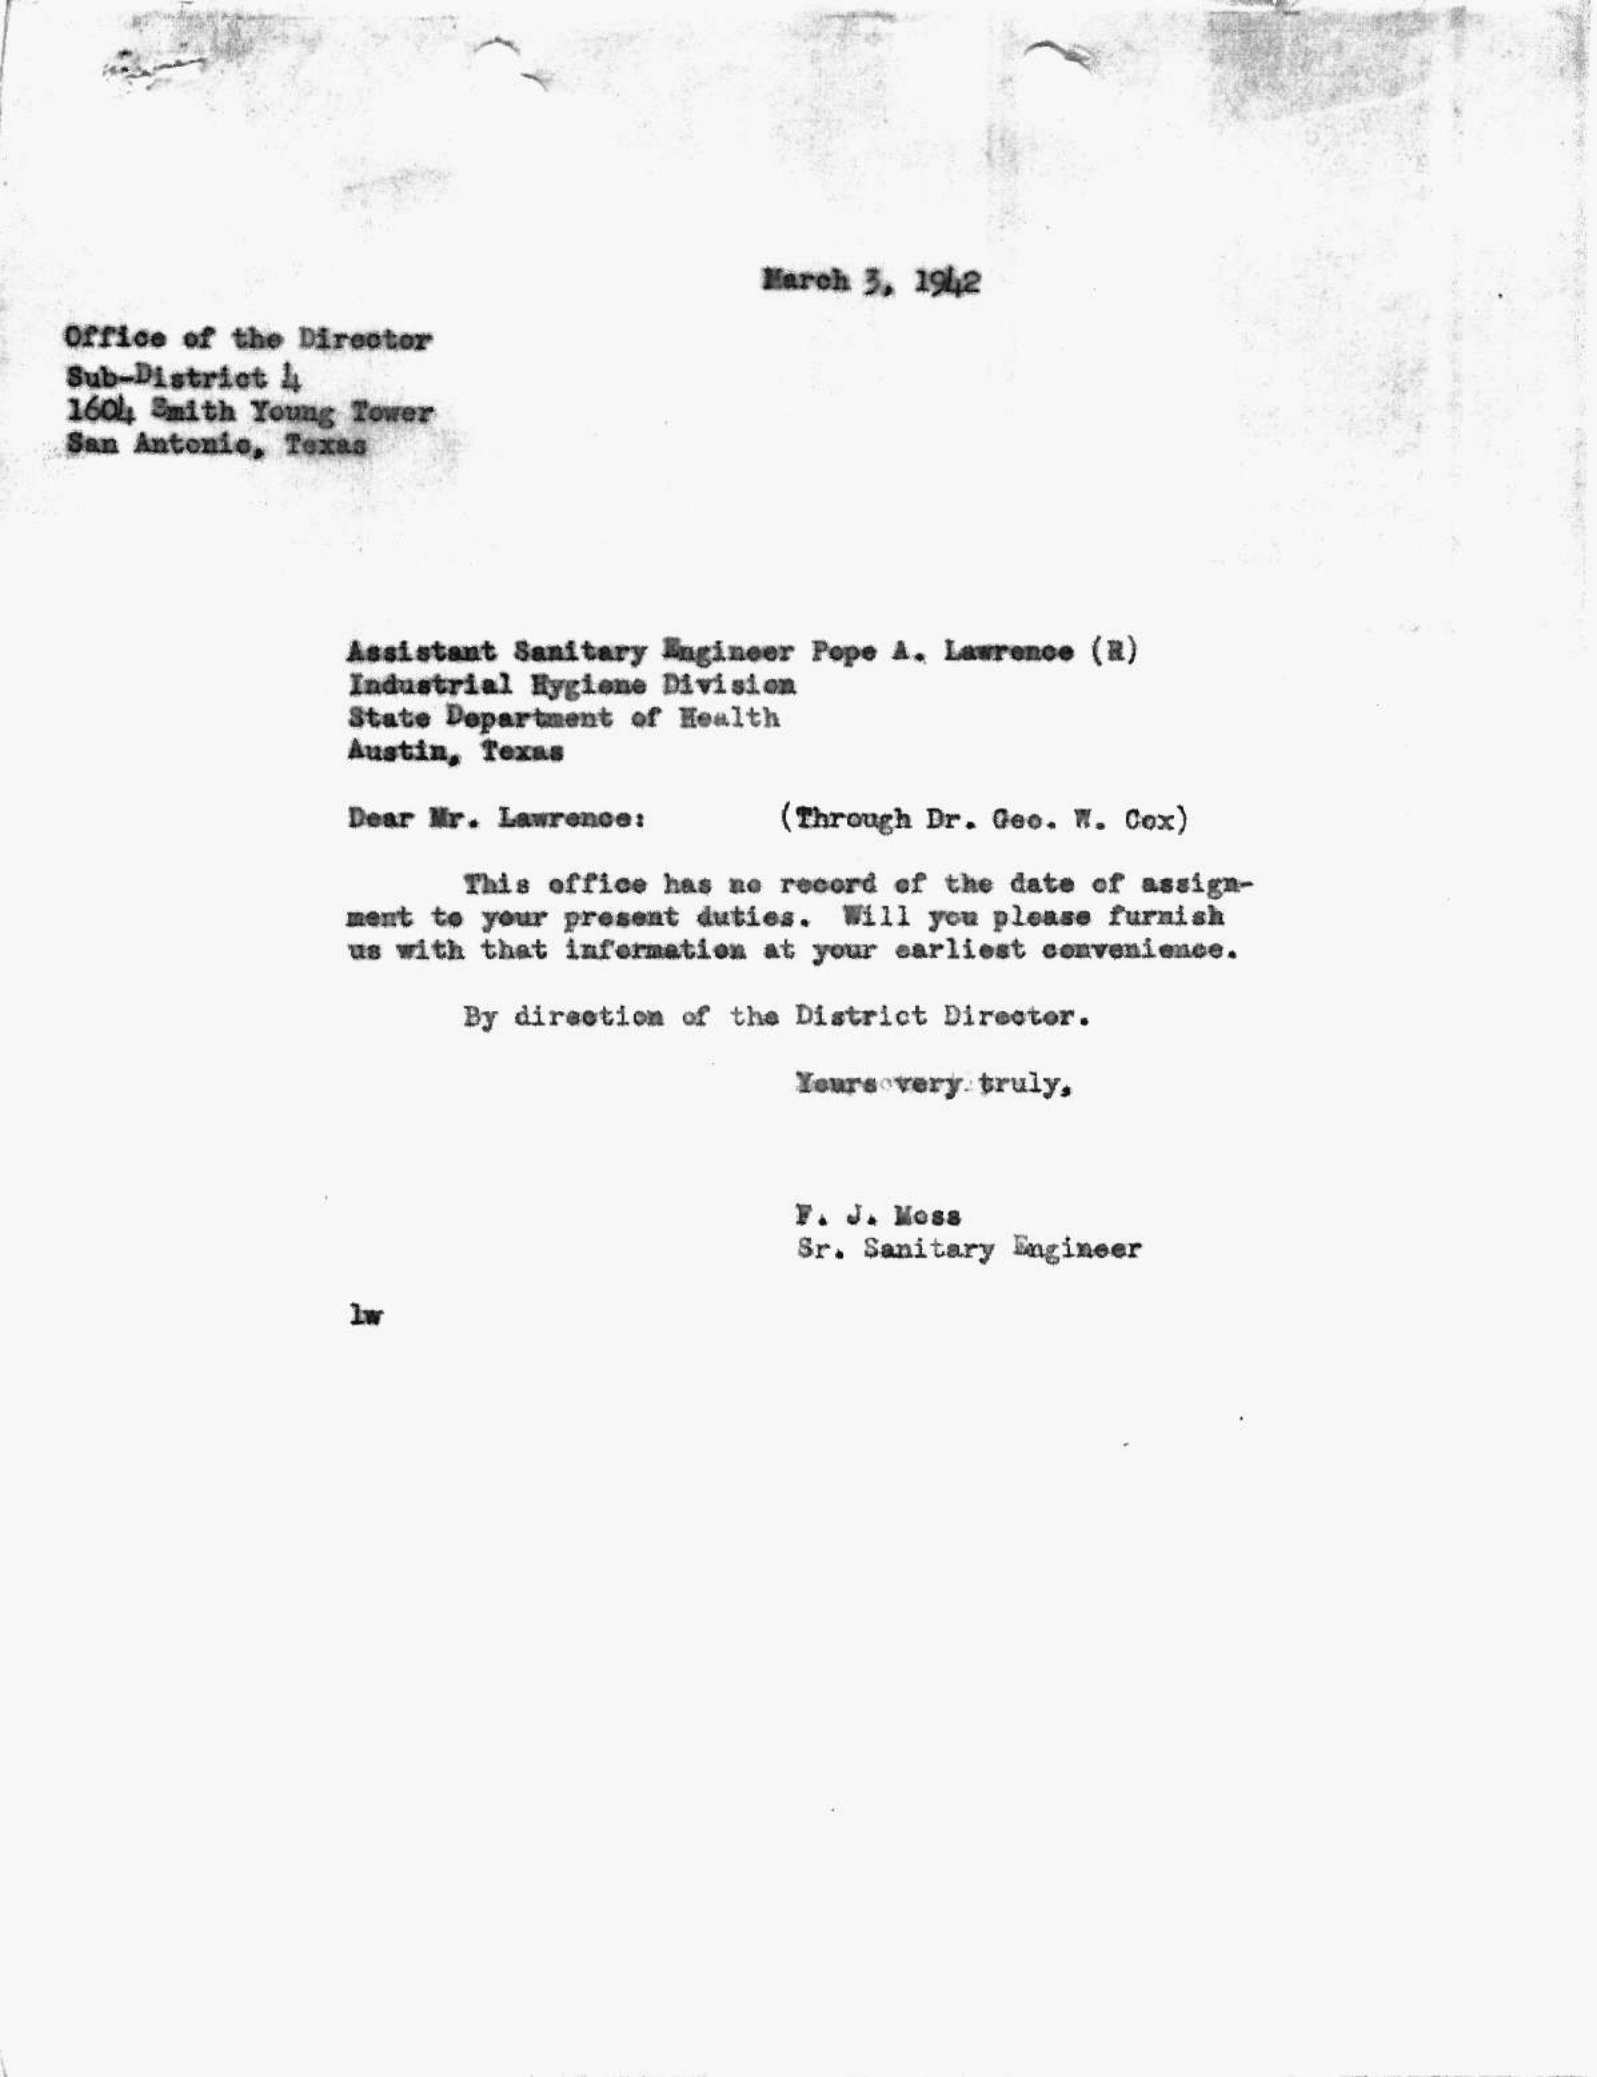 March 3, 1942
Office of the Director
Sub-District 4
1604 Smith Young Tower
San Antonio, Texas
Assistant Sanitary Engineer Pope A. Lawrence (R)
Industrial Hygiene Division
State Department of Health
Austin, Texas
Dear Mr. Lawrence: (Through Dr. Geo. W. Cox)
This office has no record of the date of assign-
ment to your present duties. Will you please furnish
us with that information at your earliest convenience.
By direction of the District Director.
Yours very truly,
F. J. Moss
Sr. Sanitary Engineer
lw